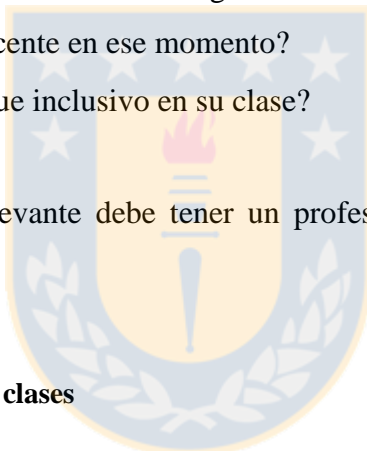 cente en ese momento?
ue inclusivo en su clase?
evante debe tener un profes
clases